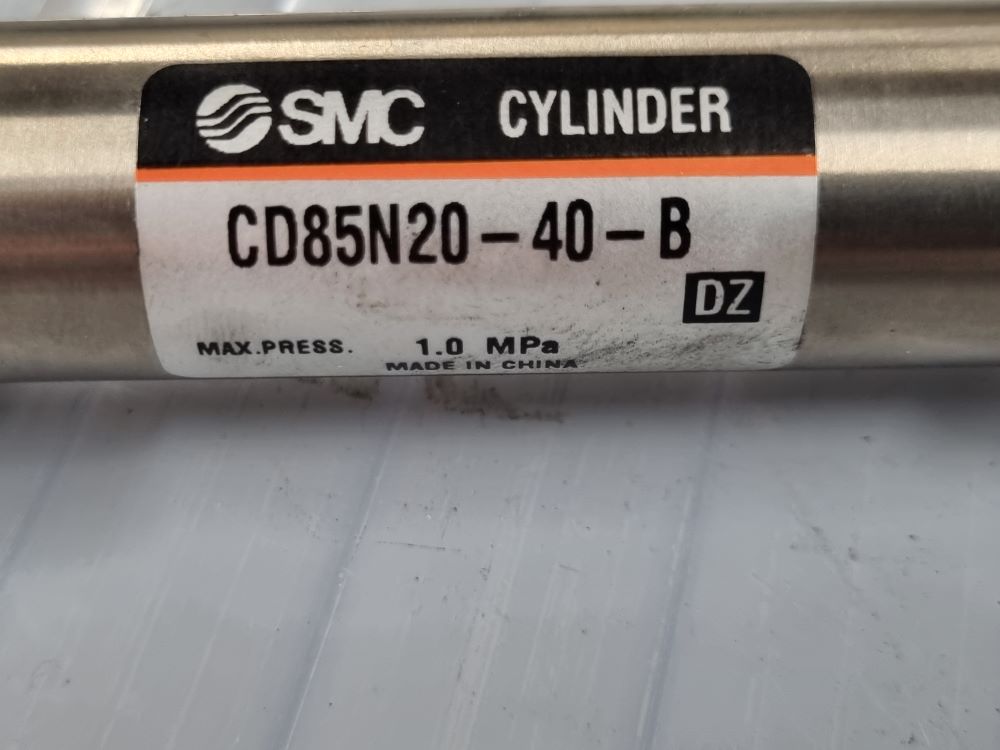 SMC CYLINDER
CD85N20-40-B
DZ
MAX.PRESS. 1.0 MPa
MADE IN CHINA